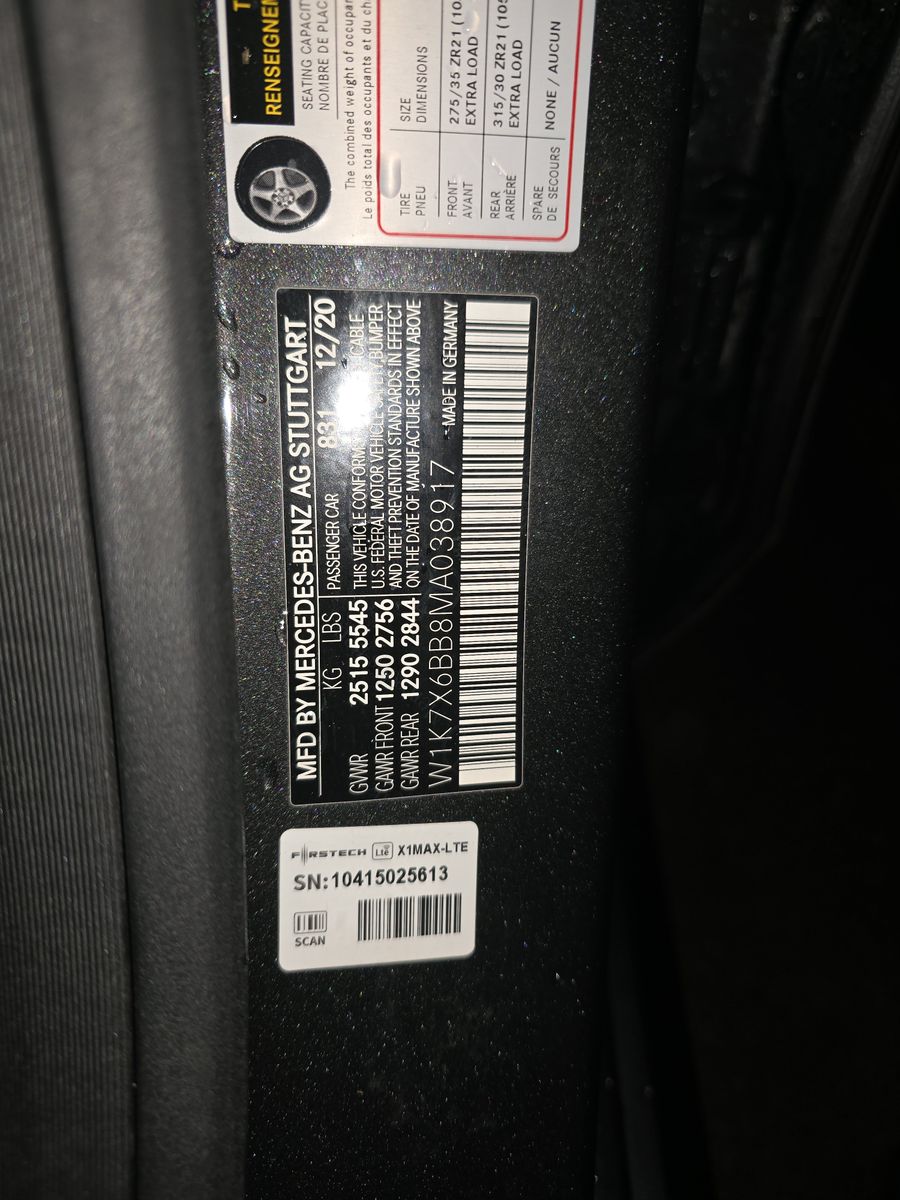 T
RENSEIGNEM
SEATING CAPACIT
NOMBRE DE PLAC
The combined weight of occupan
Le poids total des occupants et du ch
TIRE SIZE
PNEU DIMENSIONS
FRONT 275/35 ZR21 (10
AVANT EXTRA LOAD
REAR 315/30 ZR21 (105
ARRIÈRE EXTRA LOAD
SPARE NONE / AUCUN
DE SECOURS
MFD BY MERCEDES-BENZ AG STUTTGART
KG LBS PASSENGER CAR 831 12/20
GVWR 2515 5545 THIS VEHICLE CONFORM ICABLE
GAWR FRONT 1250 2756 U.S. FEDERAL MOTOR VEHICLE BUMPER
AND THEFT PREVENTION STANDARDS IN EFFECT
GAWR REAR 1290 2844 ON THE DATE OF MANUFACTURE SHOWN ABOVE
W1K7X6BB8MA038917 --MADE IN GERMANY
FIRSTECH Lte X1MAX-LTE
SN:10415025613
SCAN